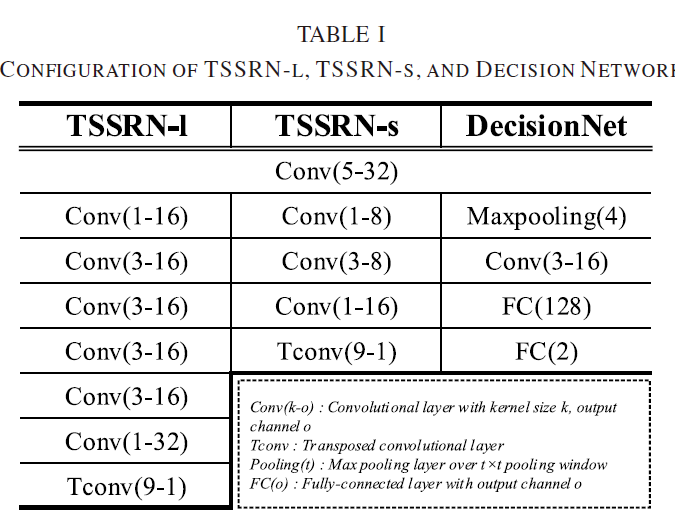 TABLE I
CONFIGURATION OF TSSRN-L, TSSRN-S, AND DECISION NETWORK
TSSRN-l TSSRN-s DecisionNet
Conv(5-32)
Conv(1-16) Conv(1-8) Maxpooling(4)
Conv(3-16) Conv(3-8) Conv(3-16)
Conv(3-16) Conv(1-16) FC(128)
Conv(3-16) Tconv(9-1) FC(2)
Conv(3-16)
Conv(1-32)
Tconv(9-1)
Conv(k-o) : Convolutional layer with kernel size k, output
channel o
Tconv : Transposed convolutional layer
Pooling(t) : Max pooling layer over t×t pooling window
FC(o) : Fully-connected layer with output channel o